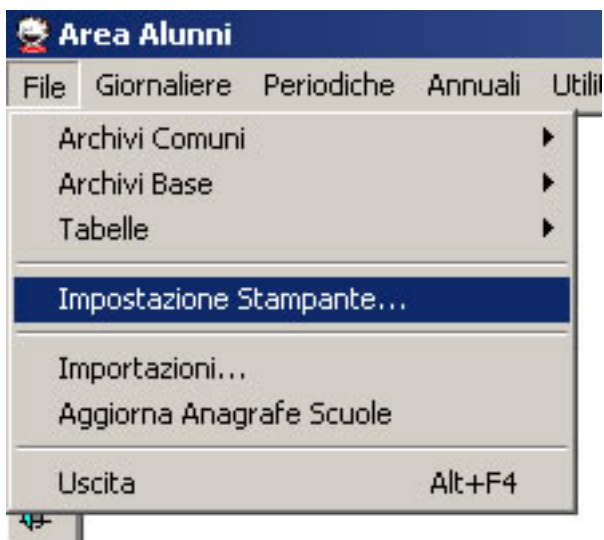 Area Alunni
File Giornaliere Periodiche Annuali
Archivi Comuni
Archivi Base
Tabelle
Impostazione Stampante...
Importazioni...
Aggiorna Anagrafe Scuole
Uscita Alt+F4